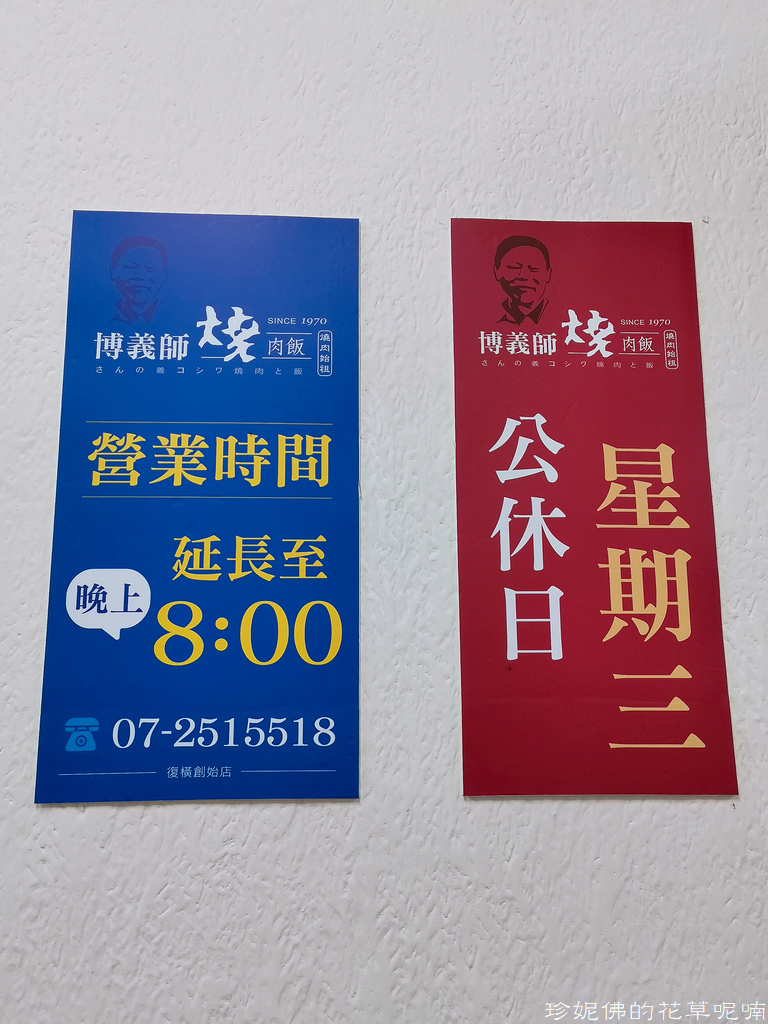 博義師燒肉飯
SINCE 1970
燒肉始祖
さんの義コシワ燒肉と飯
營業時間
延長至
晚上
8:00
07-2515518
復橫創始店
博義師燒肉飯
SINCE 1970
燒肉始祖
さんの義コシワ燒肉と飯
星期三
公休日
珍妮佛的花草呢喃